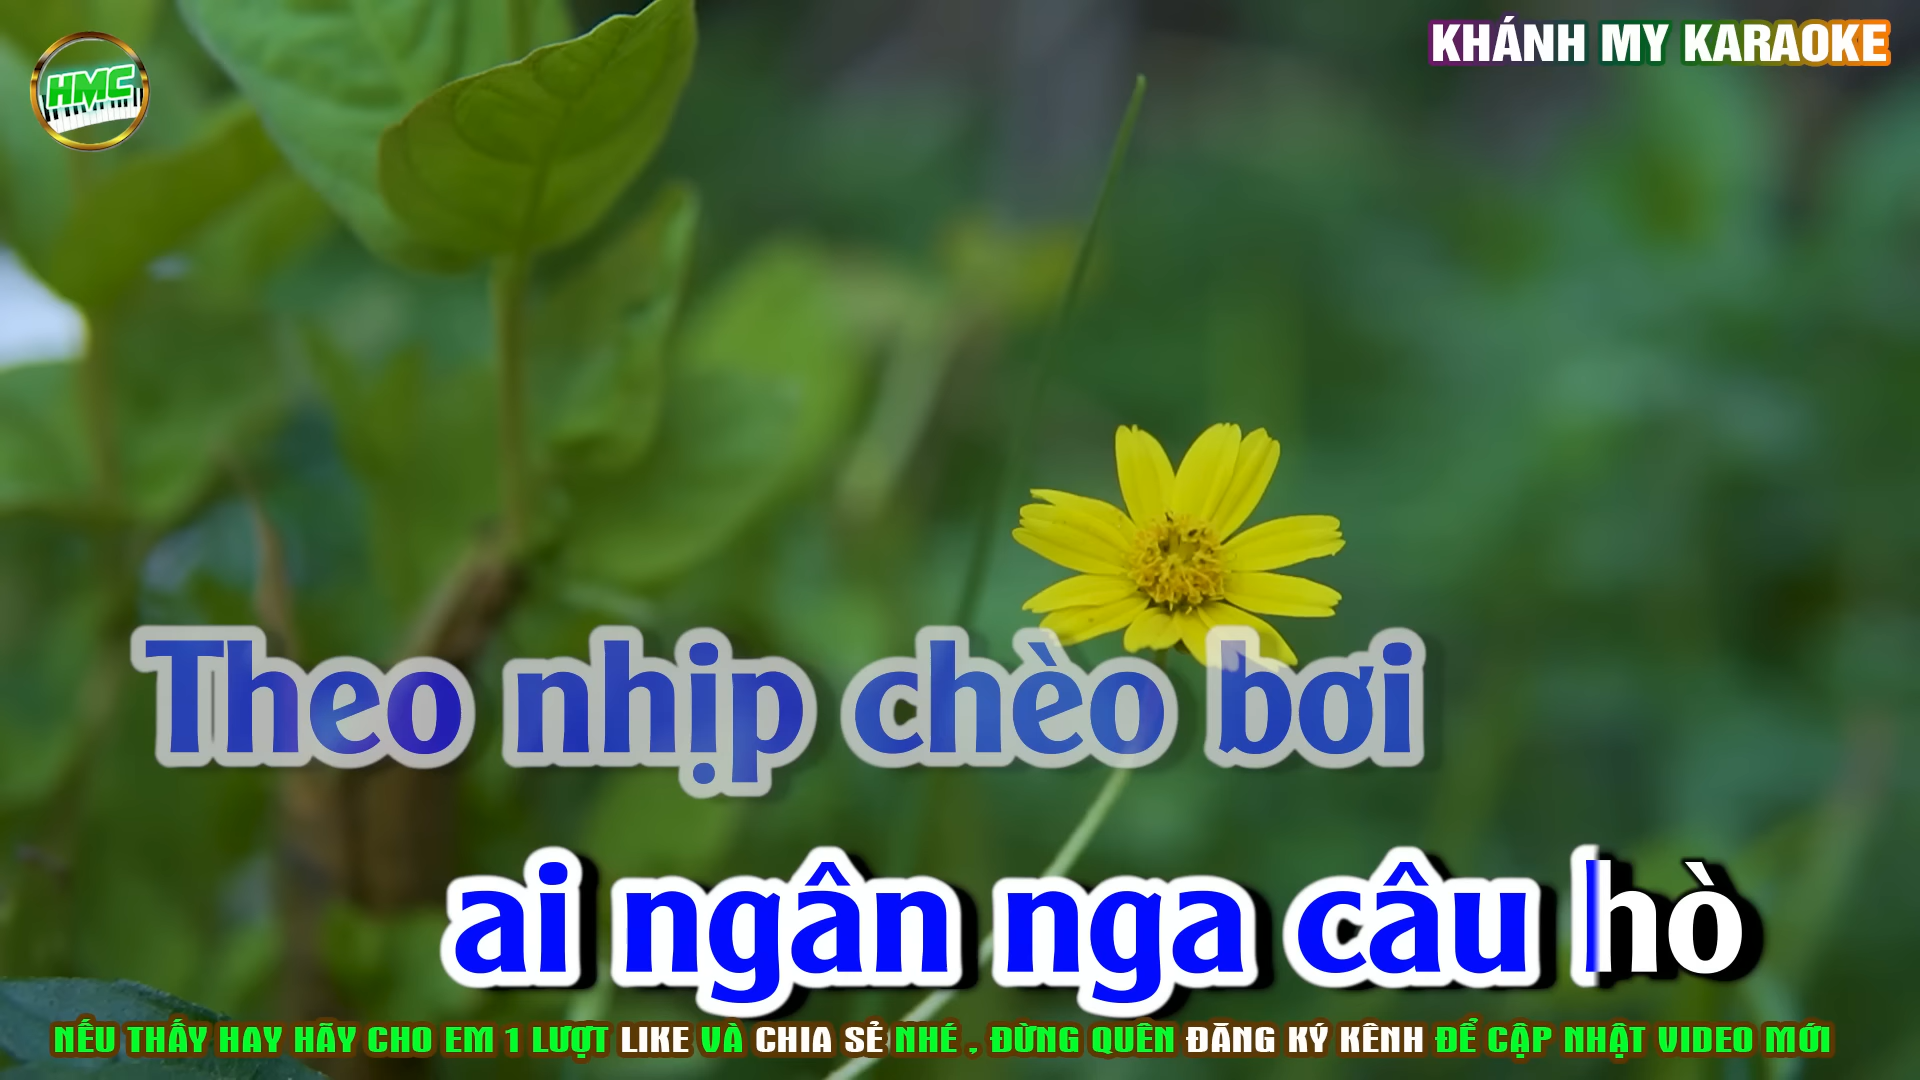 KHÁNH MY KARAOKE
HMC
Theo nhịp chèo bơi
ai ngân nga câu hò
NẾU THẤY HAY HÃY CHO EM 1 LƯỢT LIKE VÀ CHIA SẺ NHÉ , ĐỪNG QUÊN ĐĂNG KÝ KÊNH ĐỂ CẬP NHẬT VIDEO MỚI